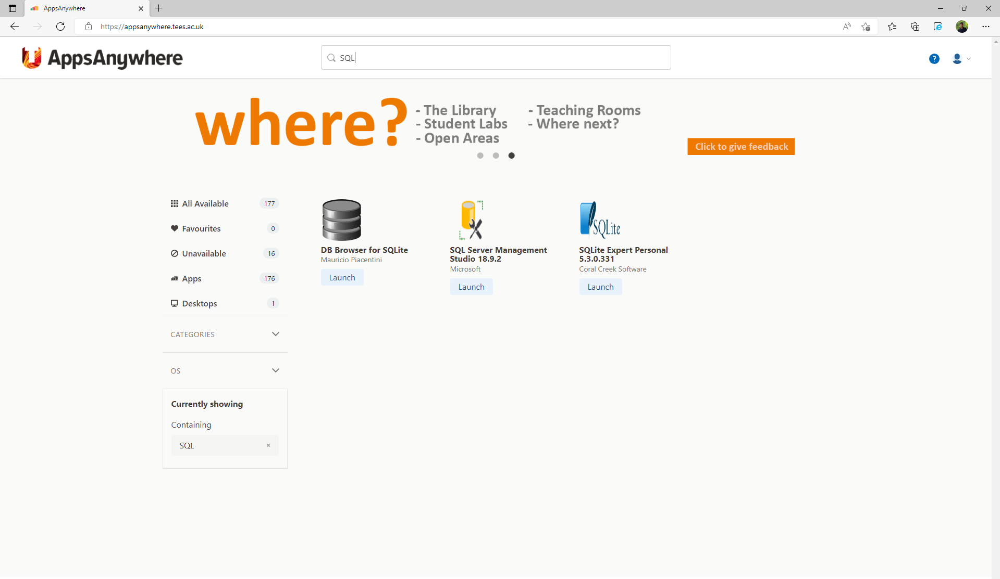 AppsAnywhere
https://appsanywhere.tees.ac.uk
AppsAnywhere
SQL
?
where?
- The Library
- Student Labs
- Open Areas
- Teaching Rooms
- Where next?
Click to give feedback
All Available 177
Favourites 0
Unavailable 16
Apps 176
Desktops 1
CATEGORIES
OS
Currently showing
Containing
SQL
DB Browser for SQLite
Mauricio Piacentini
Launch
SQL Server Management
Studio 18.9.2
Microsoft
Launch
SQLite
SQLite Expert Personal
5.3.0.331
Coral Creek Software
Launch